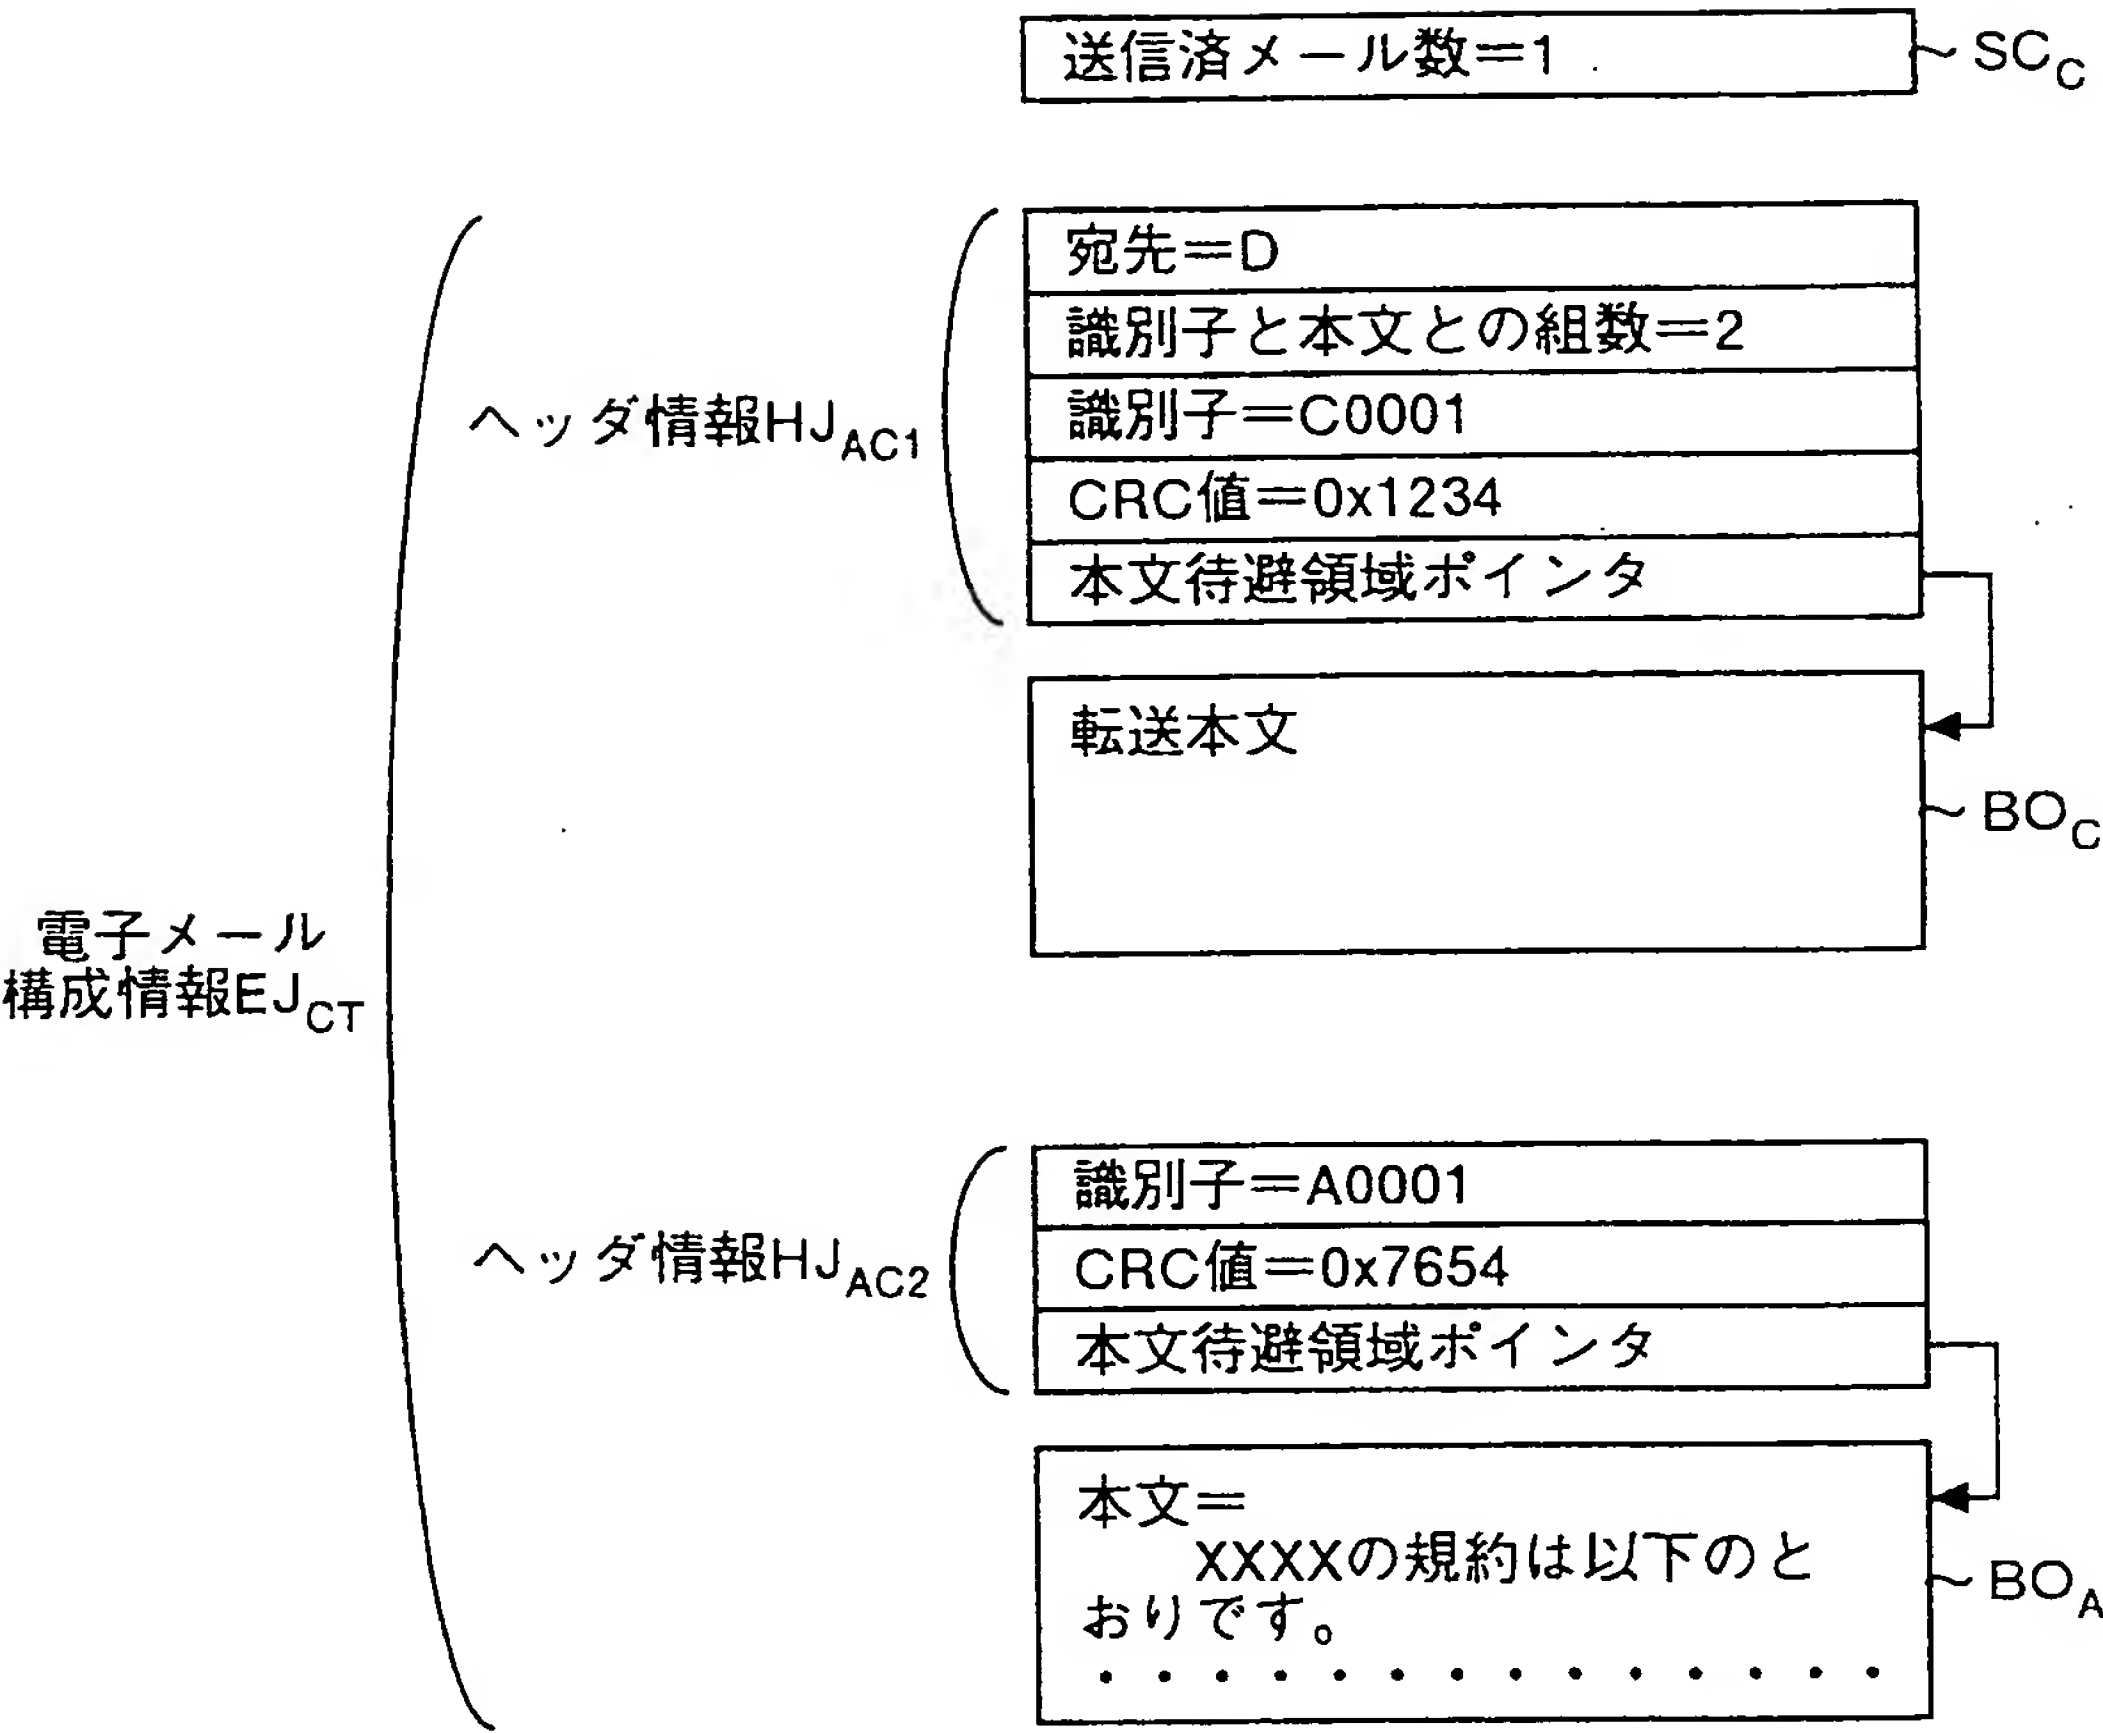 送信済メール数＝1
SCC
宛先＝D
識別子と本文との組数＝2
識別子＝C0001
CRC値＝0x1234
本文待避領域ポインタ
ヘッダ情報HJAC1
転送本文
BOC
電子メール
構成情報EJCT
識別子＝A0001
CRC値＝0x7654
本文待避領域ポインタ
ヘッダ情報HJAC2
本文＝
XXXXの規約は以下のと
おりです。
・・・・・・・・・・・・・・
BOA